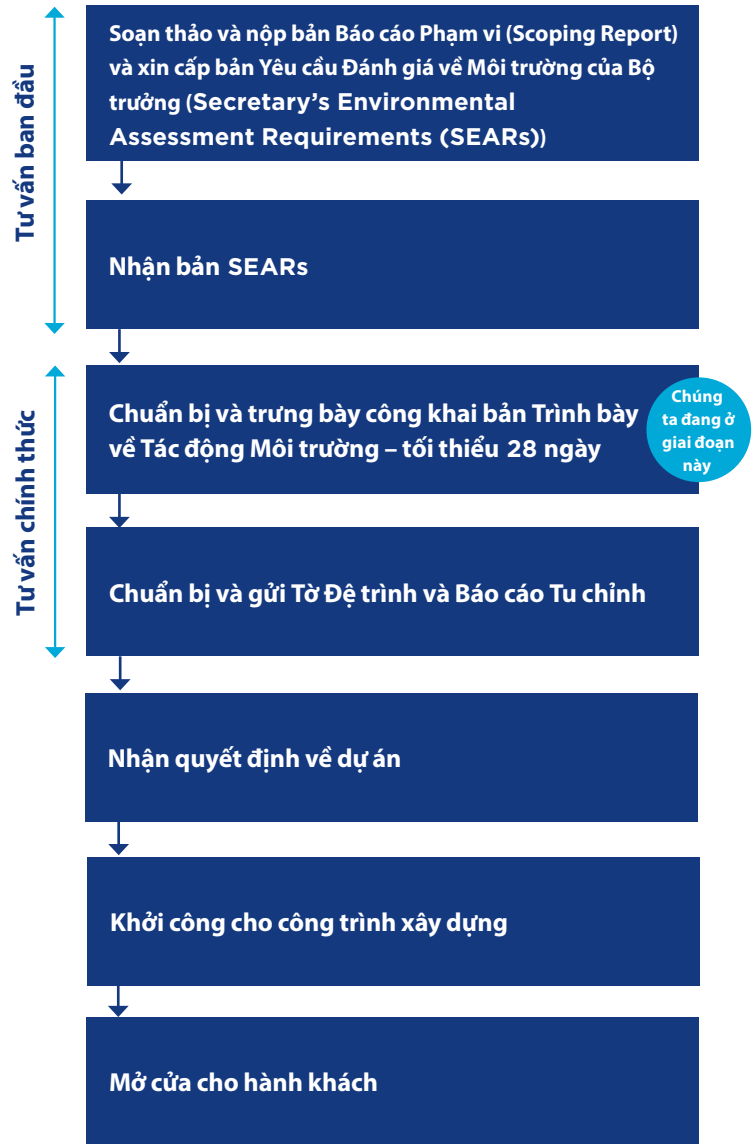 Tư vấn ban đầu
Soạn thảo và nộp bản Báo cáo Phạm vi (Scoping Report)
và xin cấp bản Yêu cầu Đánh giá về Môi trường của Bộ
trưởng (Secretary’s Environmental
Assessment Requirements (SEARs))
Nhận bản SEARs
Tư vấn chính thức
Chuẩn bị và trưng bày công khai bản Trình bày
về Tác động Môi trường – tối thiểu 28 ngày
Chúng
ta đang ở
giai đoạn
này
Chuẩn bị và gửi Tờ Đệ trình và Báo cáo Tu chỉnh
Nhận quyết định về dự án
Khởi công cho công trình xây dựng
Mở cửa cho hành khách